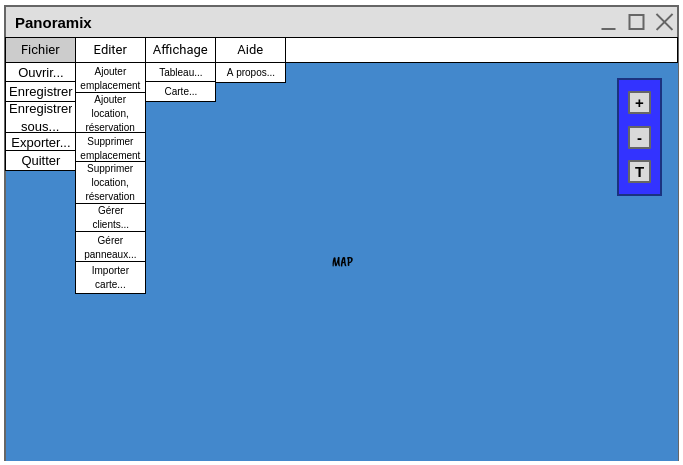 Panoramix
Fichier
Editer
Affichage
Aide
Ouvrir...
Enregistrer
Enregistrer
sous...
Exporter...
Quitter
Ajouter
emplacement
Ajouter
location,
réservation
Supprimer
emplacement
Supprimer
location,
réservation
Gérer
clients...
Gérer
panneaux...
Importer
carte...
Tableau...
Carte...
A propos...
+
-
T
MAP